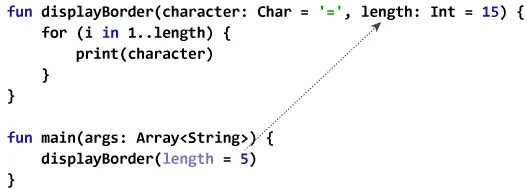 fun displayBorder(character: Char = '=', length: Int = 15) {
    for (i in 1..length) {
        print(character)
    }
}

fun main(args: Array<String>) {
    displayBorder(length = 5)
}